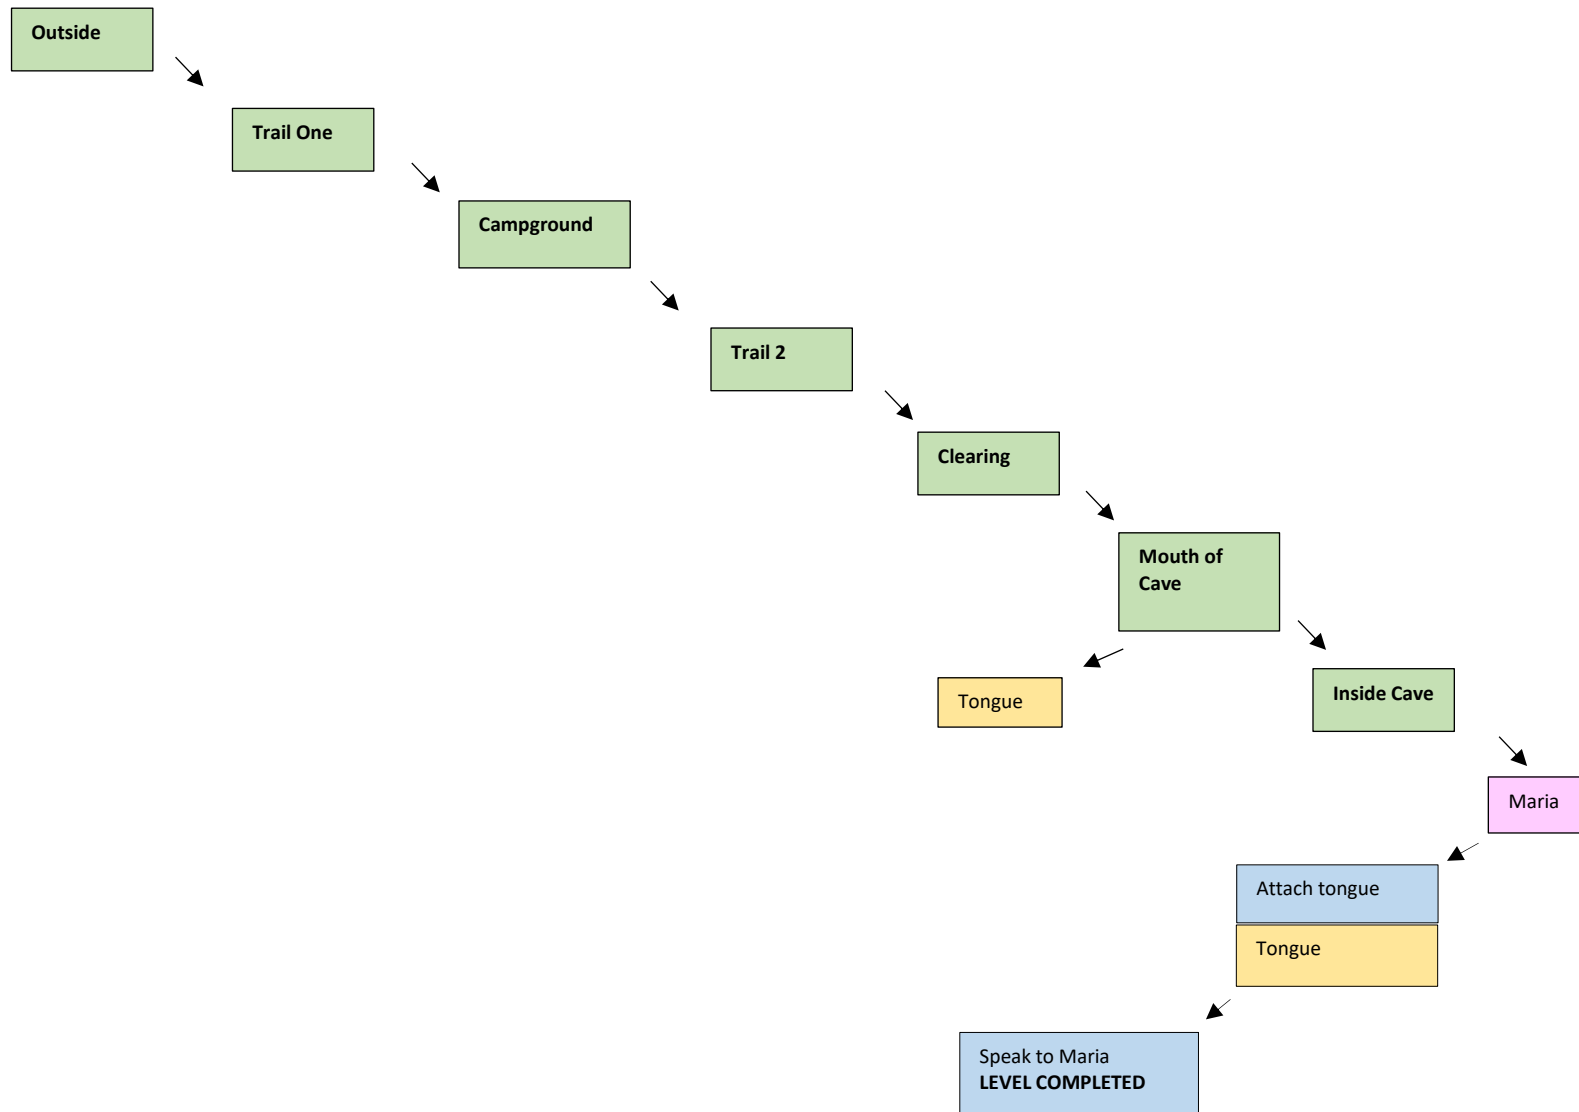 Outside
Trail One
Campground
Trail 2
Clearing
Mouth of
Cave
Tongue
Inside Cave
Maria
Attach tongue
Tongue
Speak to Maria
LEVEL COMPLETED